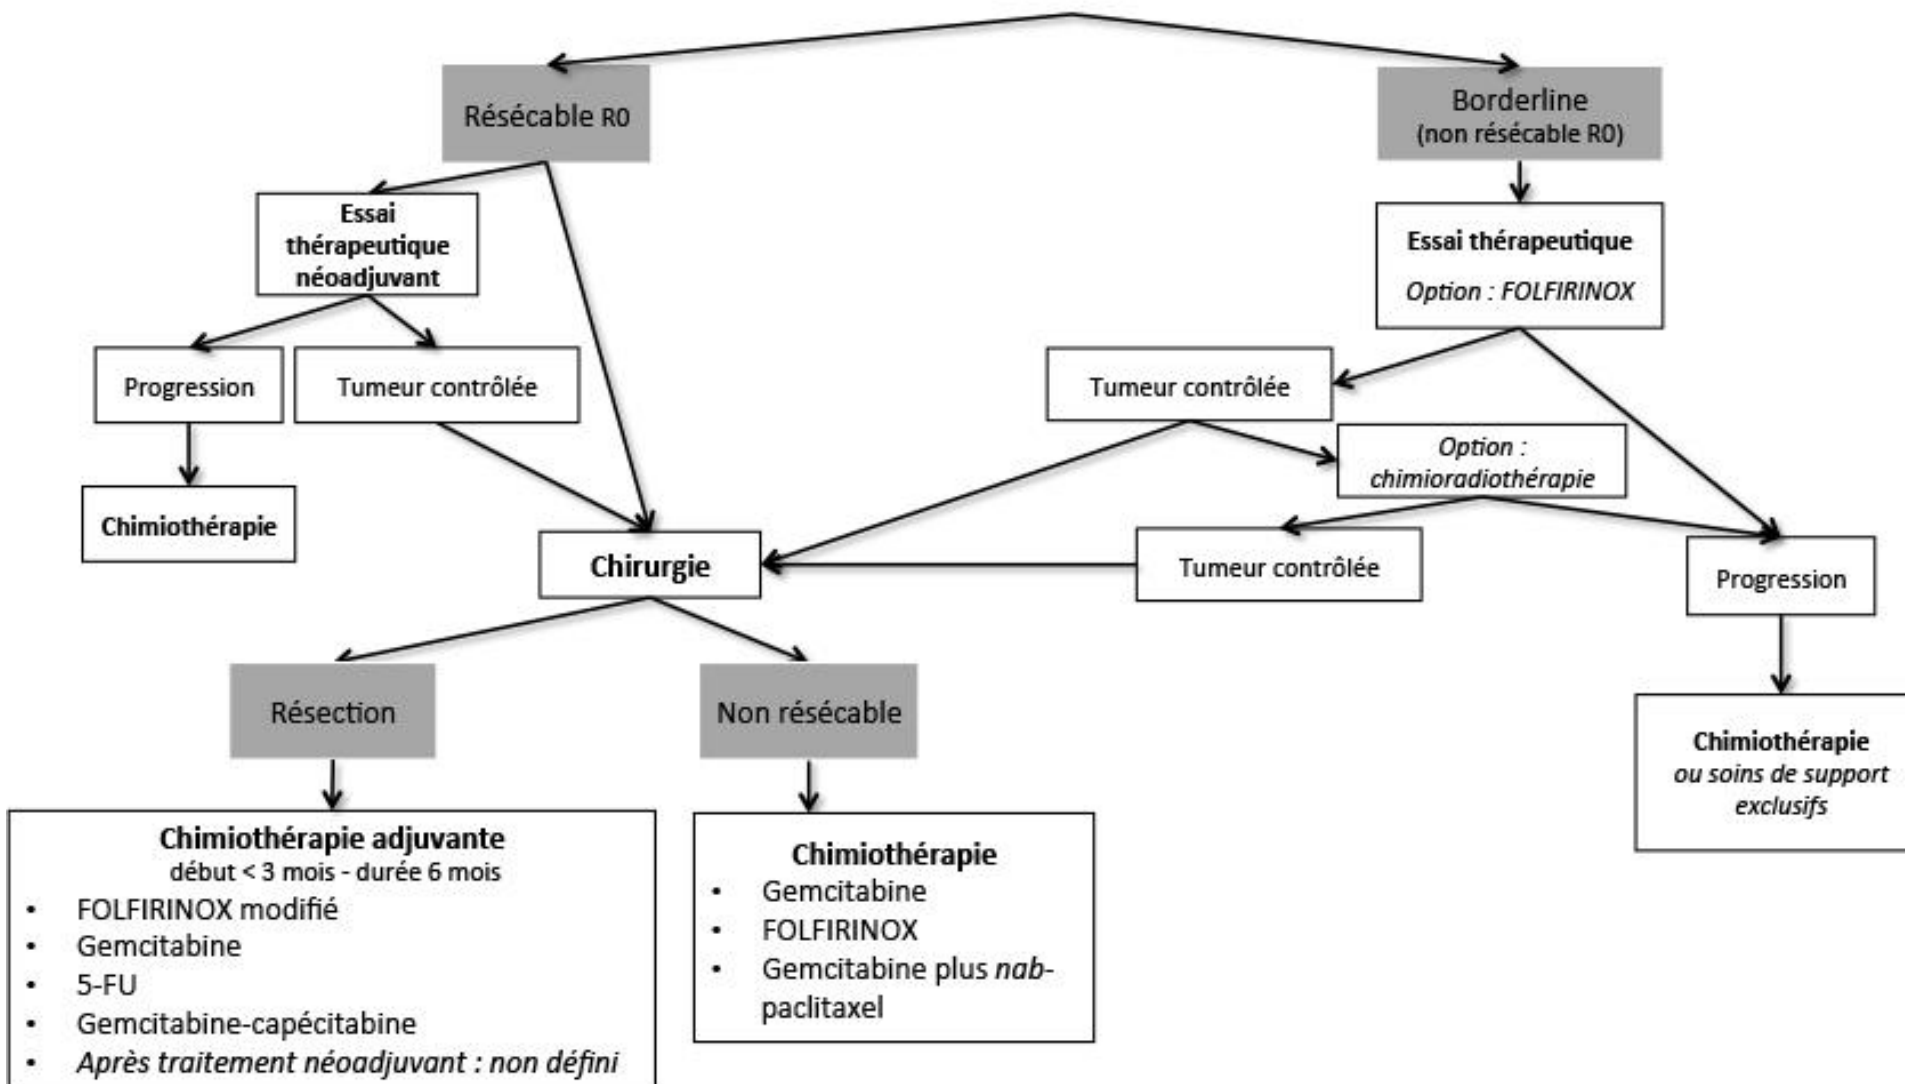 Résécable R0
Borderline
(non résécable R0)
Essai
thérapeutique
néoadjuvant
Essai thérapeutique
Option : FOLFIRINOX
Progression
Tumeur contrôlée
Tumeur contrôlée
Option :
chimioradiothérapie
Chimiothérapie
Chirurgie
Tumeur contrôlée
Progression
Résection
Non résécable
Chimiothérapie
ou soins de support
exclusifs
Chimiothérapie adjuvante
début < 3 mois - durée 6 mois
• FOLFIRINOX modifié
• Gemcitabine
• 5-FU
• Gemcitabine-capécitabine
• Après traitement néoadjuvant : non défini
Chimiothérapie
• Gemcitabine
• FOLFIRINOX
• Gemcitabine plus nab-
paclitaxel